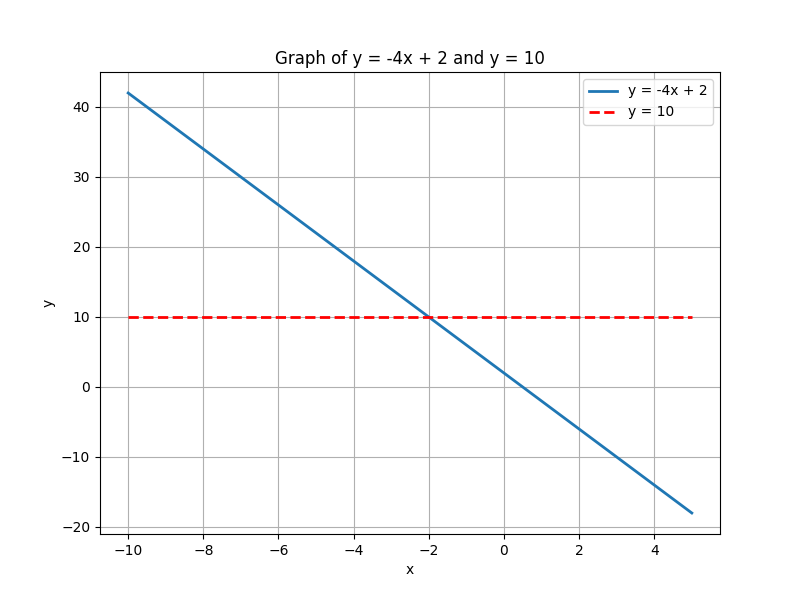 Graph of y = -4x + 2 and y = 10
y = -4x + 2
y = 10
40
30
20
10
0
−10
−20
y
−10 −8 −6 −4 −2 0 2 4
x